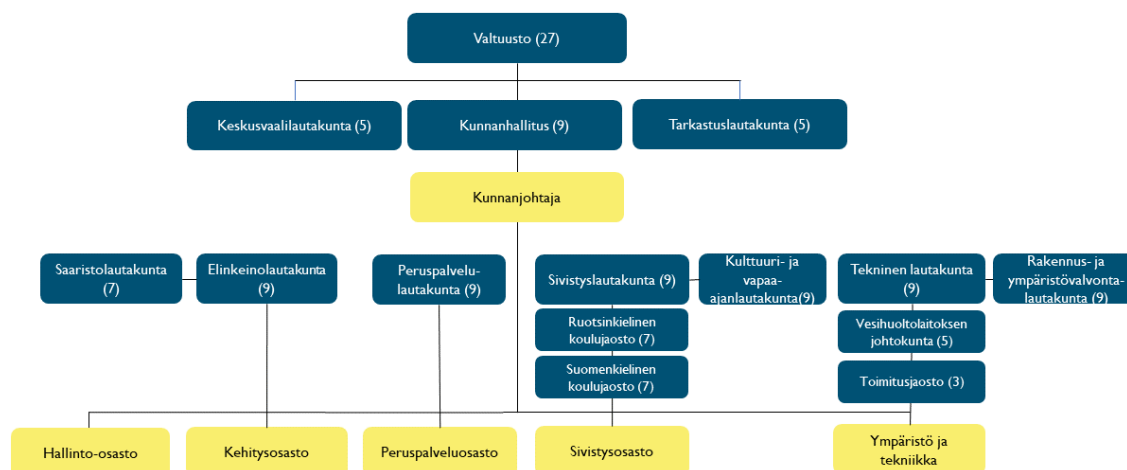 Valtuusto (27)
Keskusvaalilautakunta (5)
Kunnanhallitus (9)
Tarkastuslautakunta (5)
Kunnanjohtaja
Saaristolautakunta
(7)
Elinkeinolautakunta
(9)
Peruspalvelu-
lautakunta (9)
Sivistyslautakunta (9)
Kulttuuri- ja
vapaa-
ajanlautakunta(9)
Tekninen lautakunta
(9)
Rakennus- ja
ympäristövalvonta-
lautakunta (9)
Ruotsinkielinen
koulujaosto (7)
Vesihuoltolaitoksen
johtokunta (5)
Suomenkielinen
koulujaosto (7)
Toimitusjaosto (3)
Hallinto-osasto
Kehitysosasto
Peruspalveluosasto
Sivistysosasto
Ympäristö ja
tekniikka